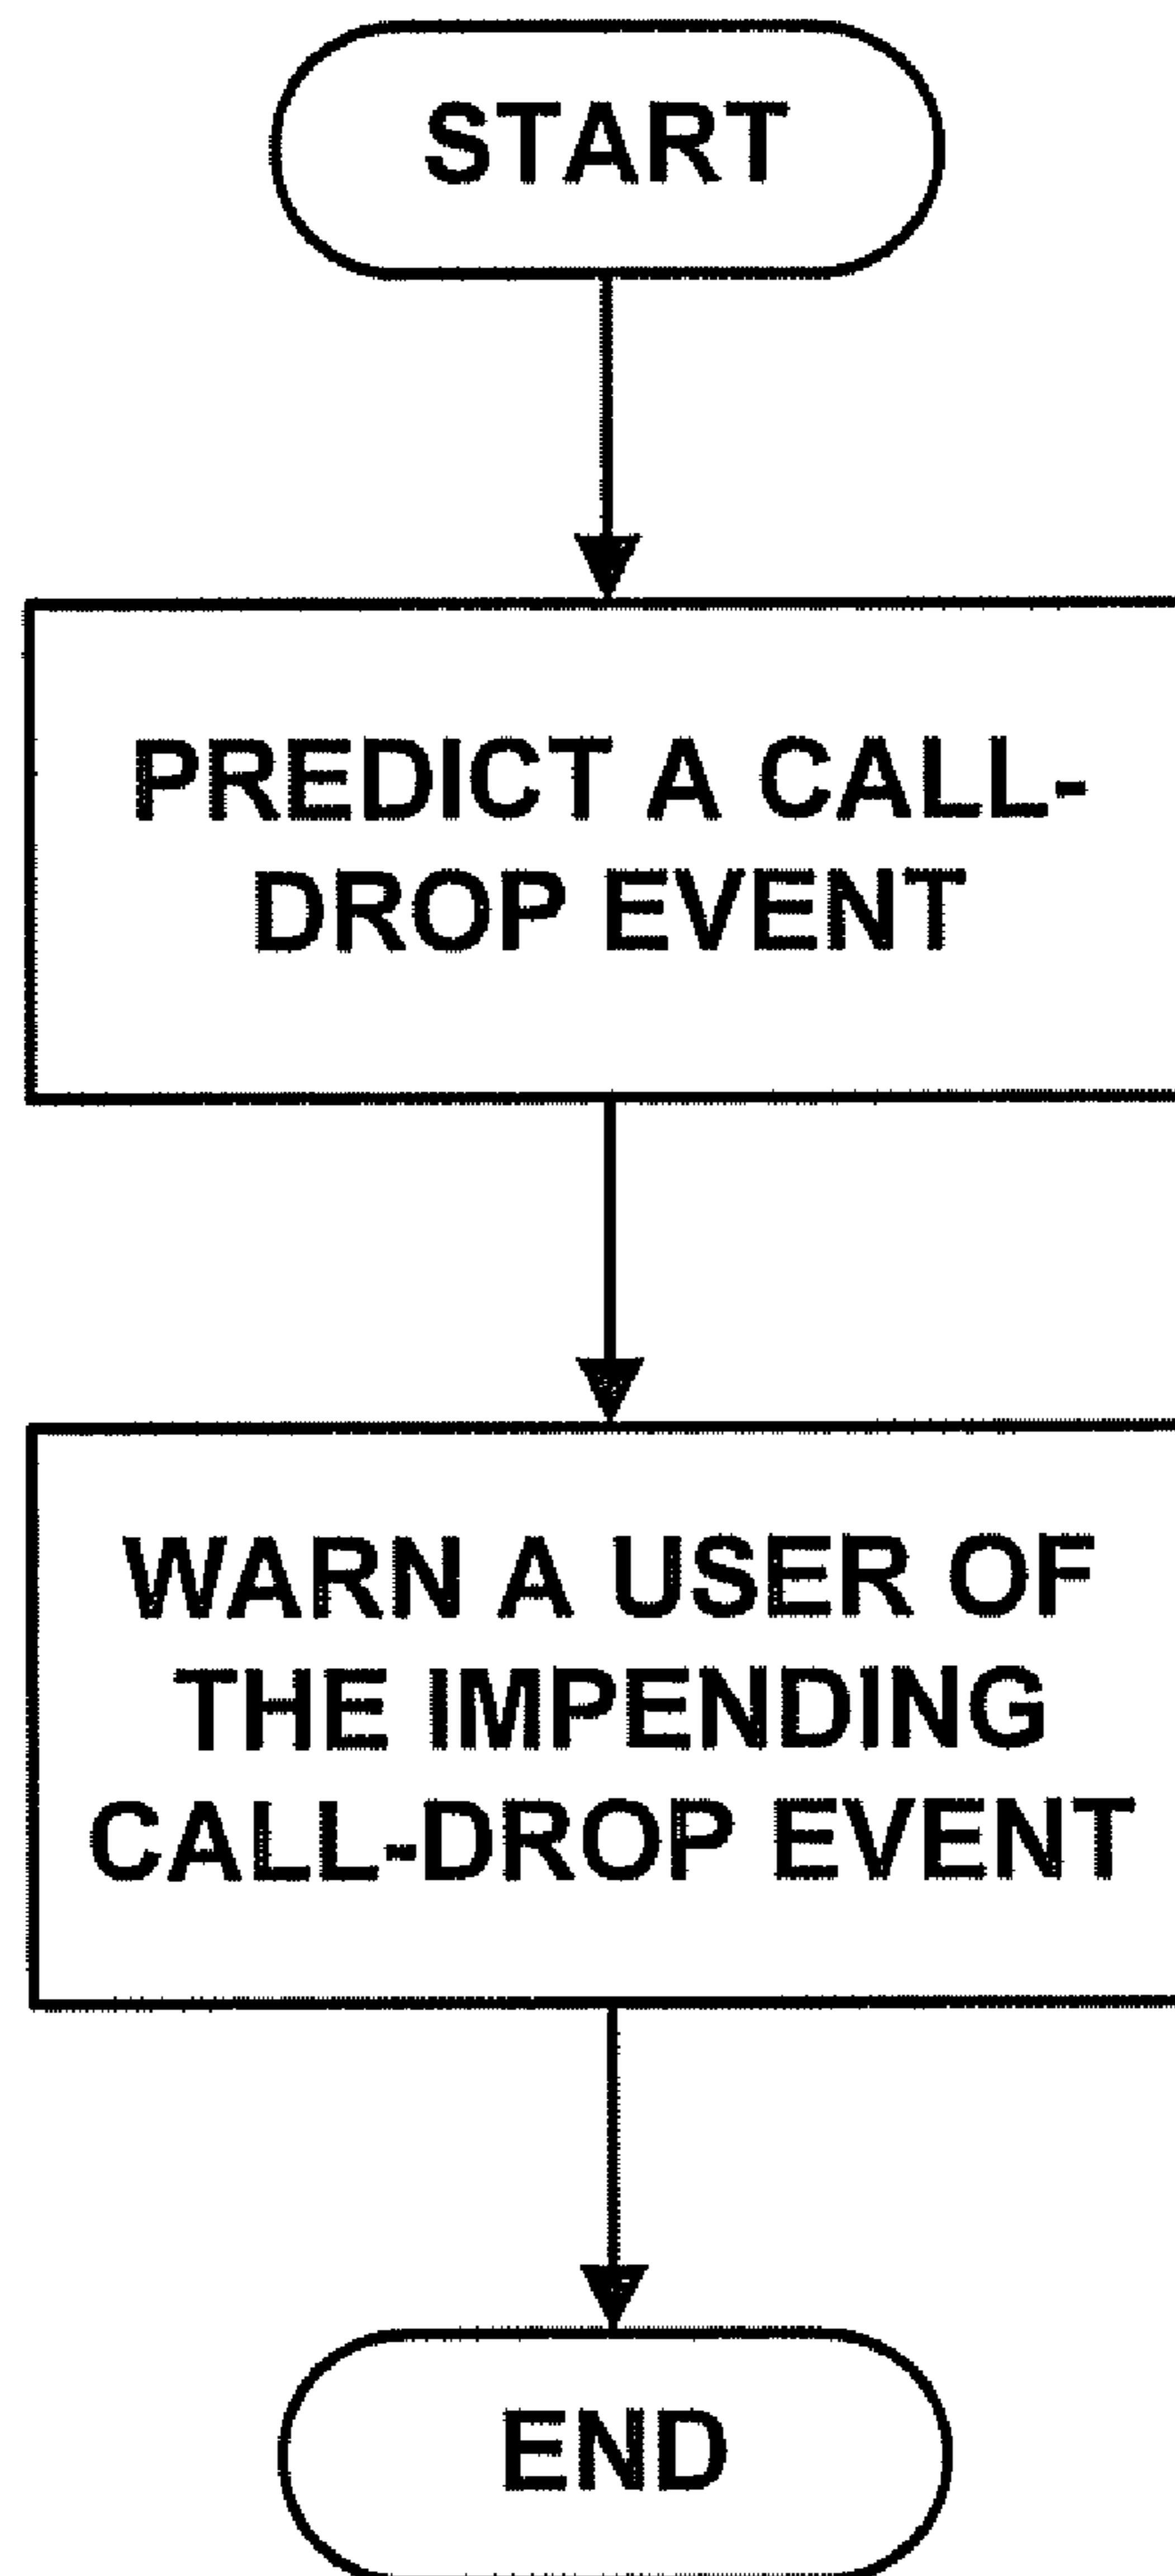 START
PREDICT A CALL-
DROP EVENT
WARN A USER OF
THE IMPENDING
CALL-DROP EVENT
END